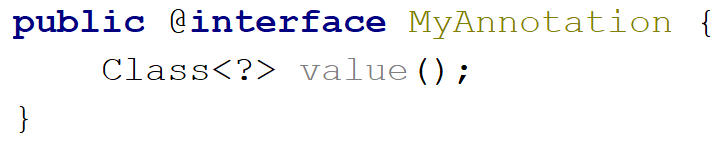 public @interface MyAnnotation {
    Class<?> value();
}